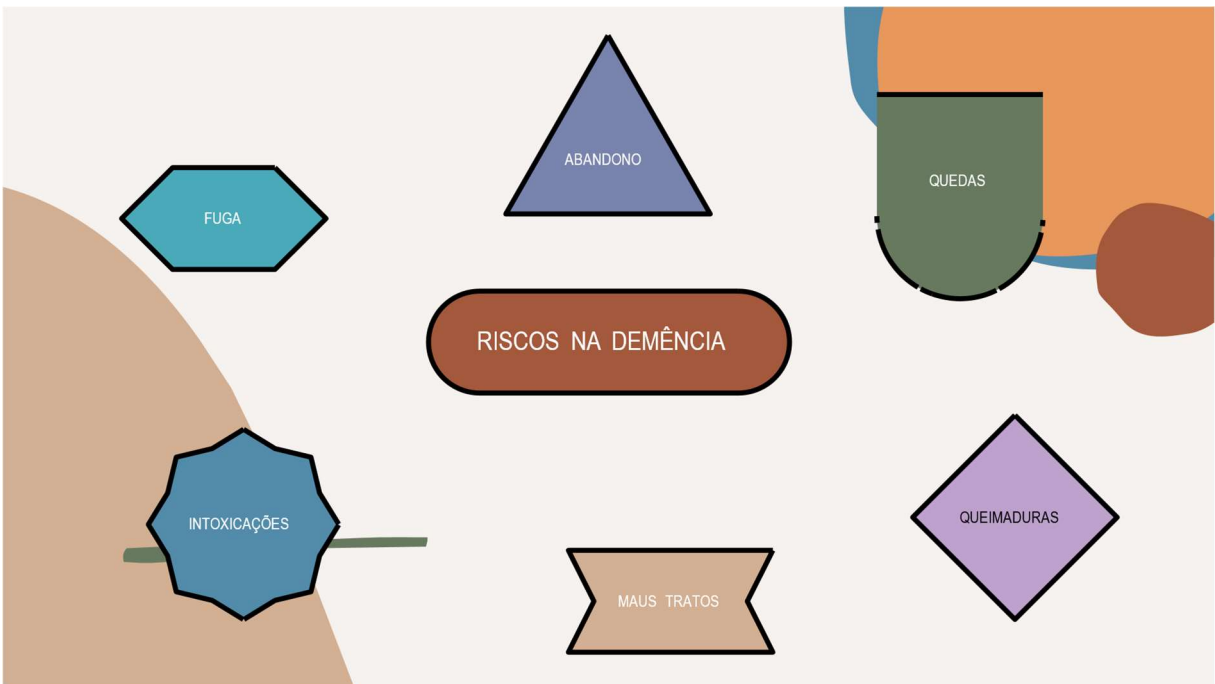 ABANDONO
QUEDAS
FUGA
RISCOS NA DEMÊNCIA
INTOXICAÇÕES
QUEIMADURAS
MAUS TRATOS